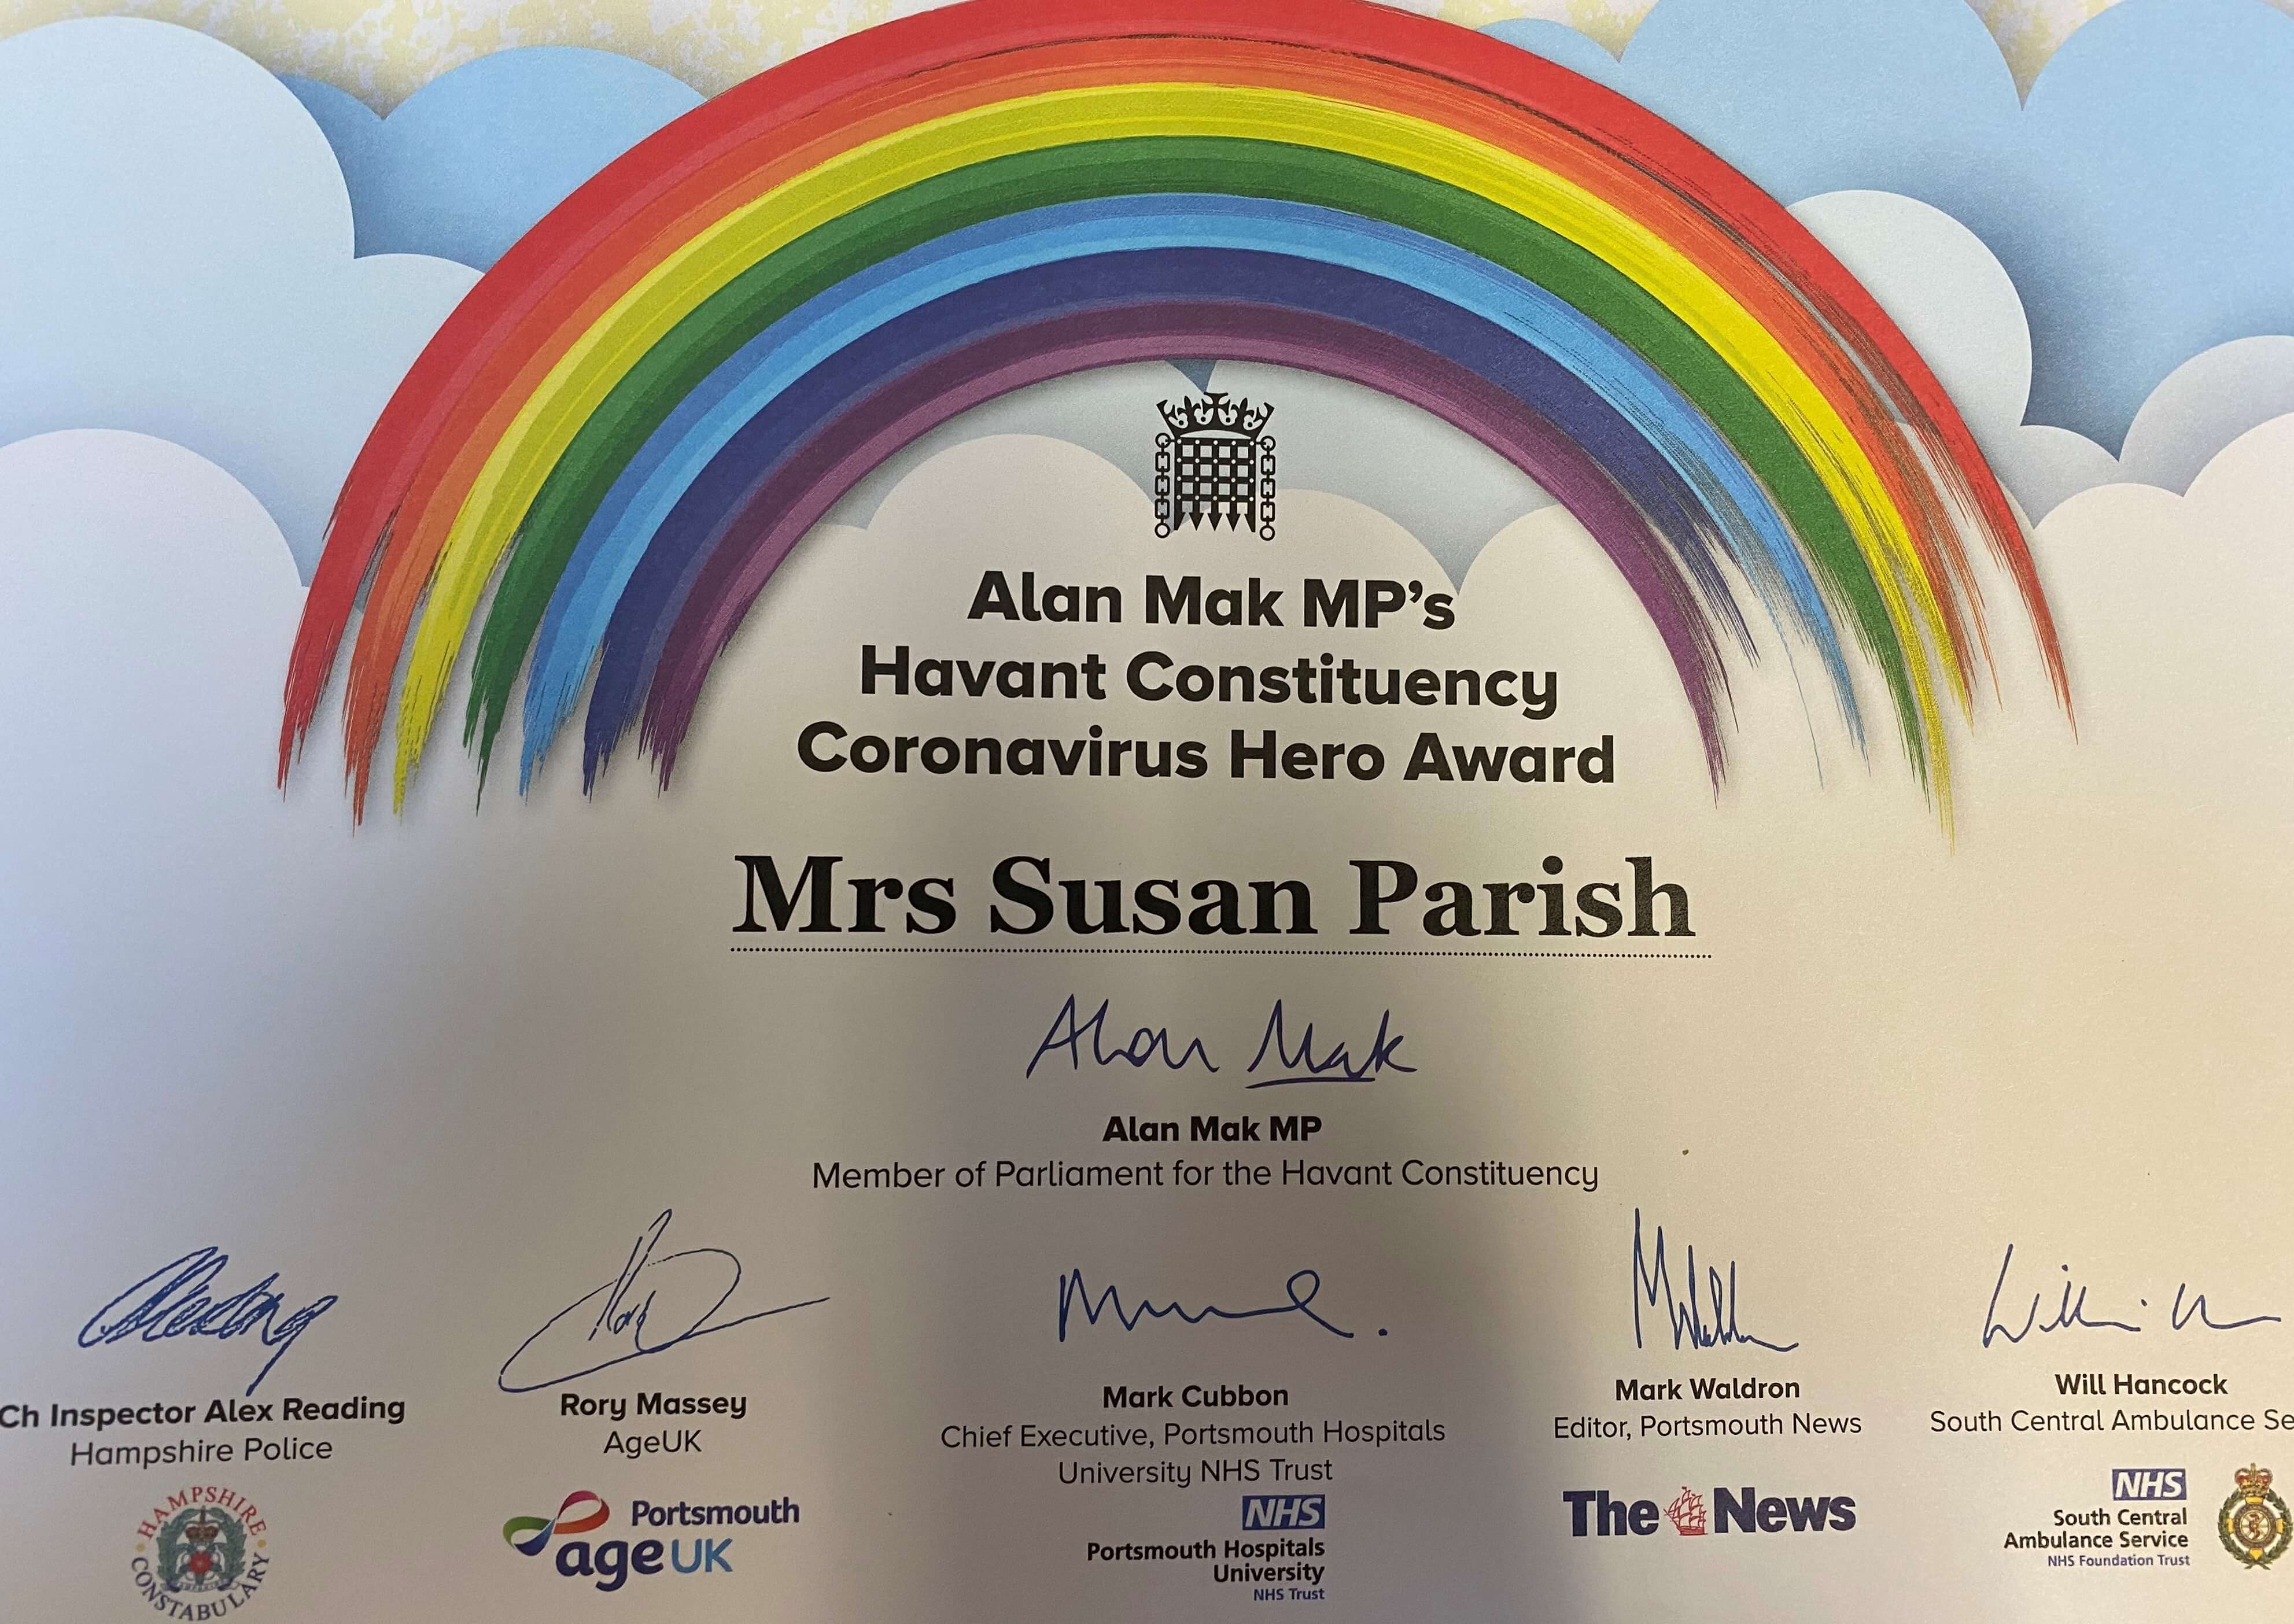 Alan Mak MP's
Havant Constituency
Coronavirus Hero Award
Mrs Susan Parish
Alan Mak
Alan Mak MP
Member of Parliament for the Havant Constituency
Ch Inspector Alex Reading
Hampshire Police
HAMPSHIRE
CONSTABULARY
Rory Massey
AgeUK
Portsmouth
age UK
Mark Cubbon
Chief Executive, Portsmouth Hospitals
University NHS Trust
NHS
Portsmouth Hospitals
University
NHS Trust
Mark Waldron
Editor, Portsmouth News
The News
Will Hancock
South Central Ambulance Se
NHS
South Central
Ambulance Service
NHS Foundation Trust